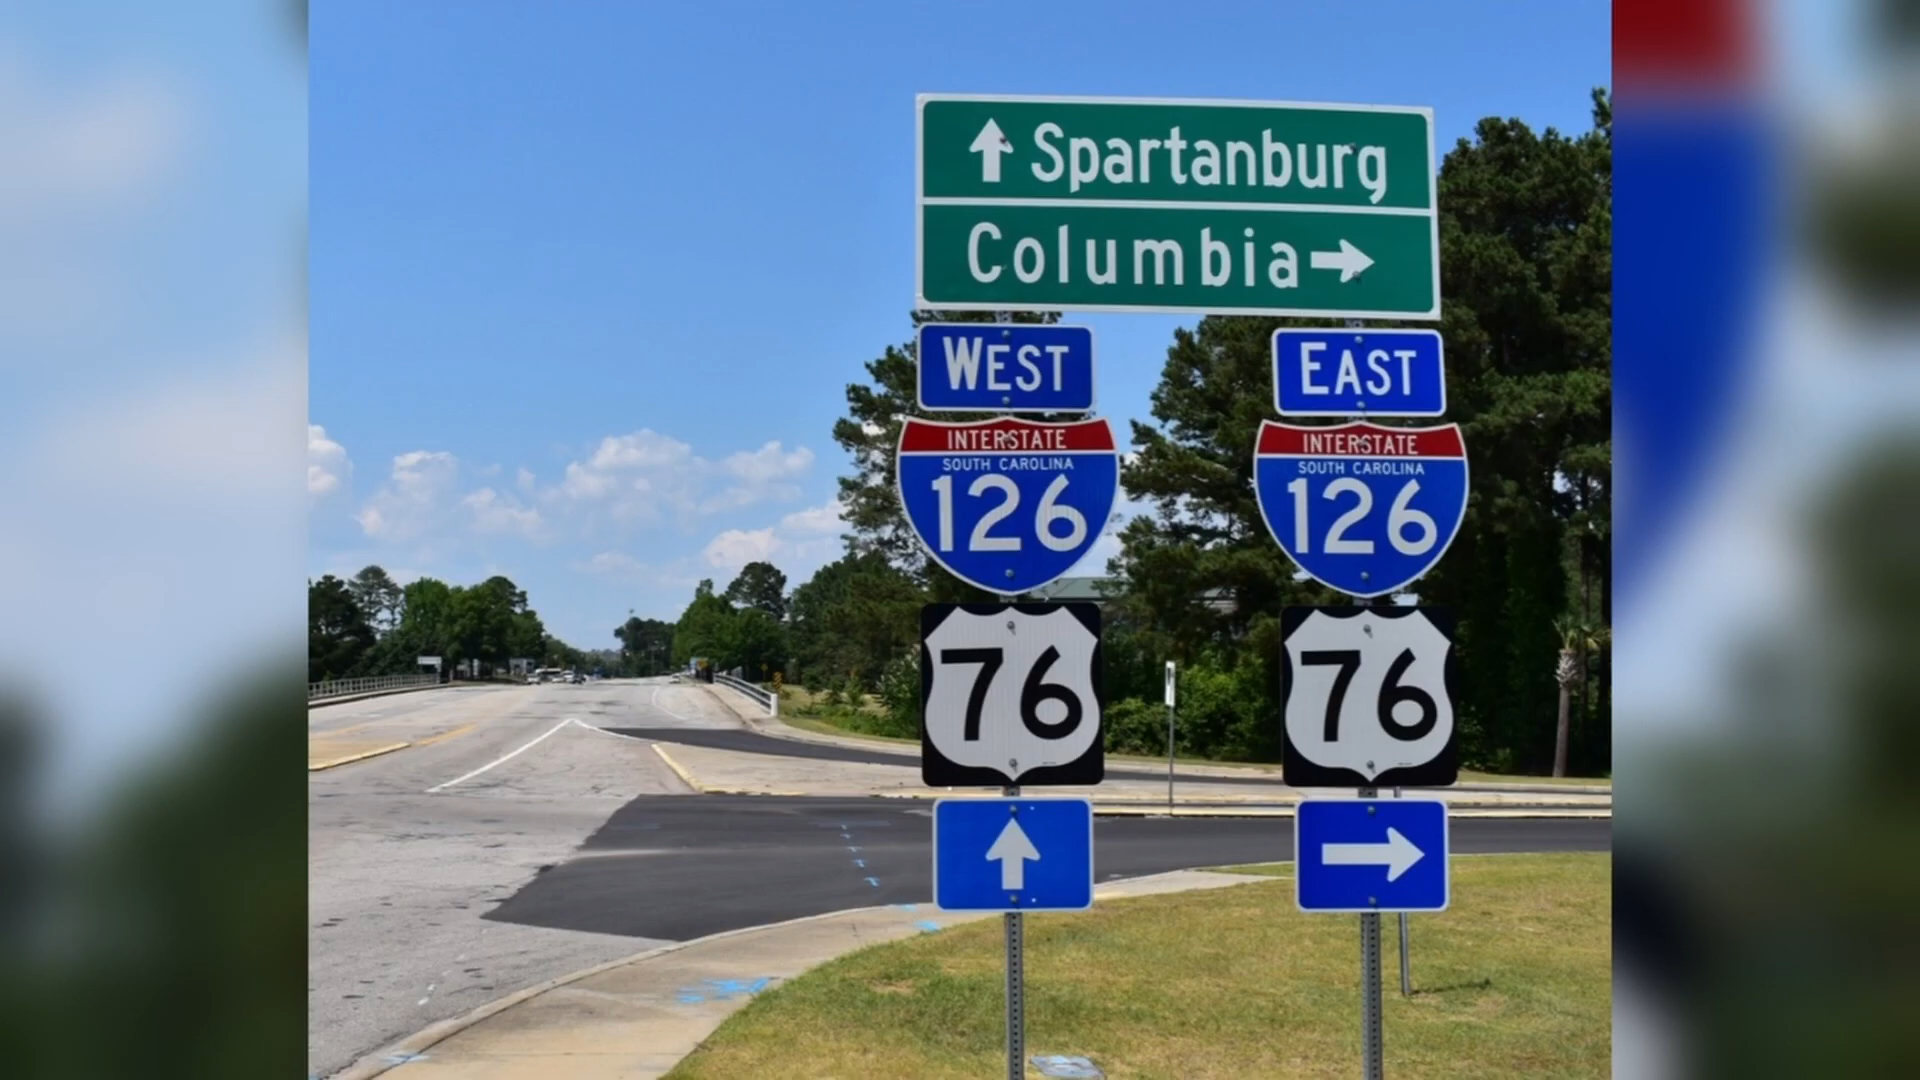 Spartanburg
Columbia
WEST
EAST
INTERSTATE
SOUTH CAROLINA
126
INTERSTATE
SOUTH CAROLINA
126
76
76